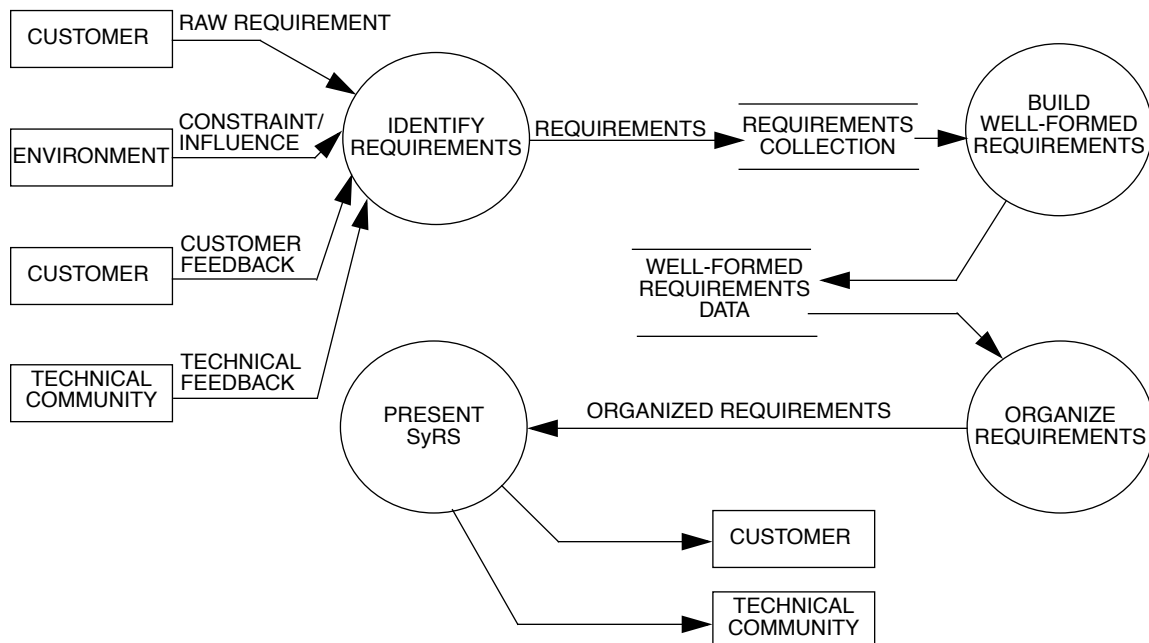 CUSTOMER
RAW REQUIREMENT
ENVIRONMENT
CONSTRAINT/
INFLUENCE
CUSTOMER
CUSTOMER
FEEDBACK
TECHNICAL
COMMUNITY
TECHNICAL
FEEDBACK
IDENTIFY
REQUIREMENTS
REQUIREMENTS
REQUIREMENTS
COLLECTION
BUILD
WELL-FORMED
REQUIREMENTS
WELL-FORMED
REQUIREMENTS
DATA
ORGANIZE
REQUIREMENTS
ORGANIZED REQUIREMENTS
PRESENT
SyRS
CUSTOMER
TECHNICAL
COMMUNITY